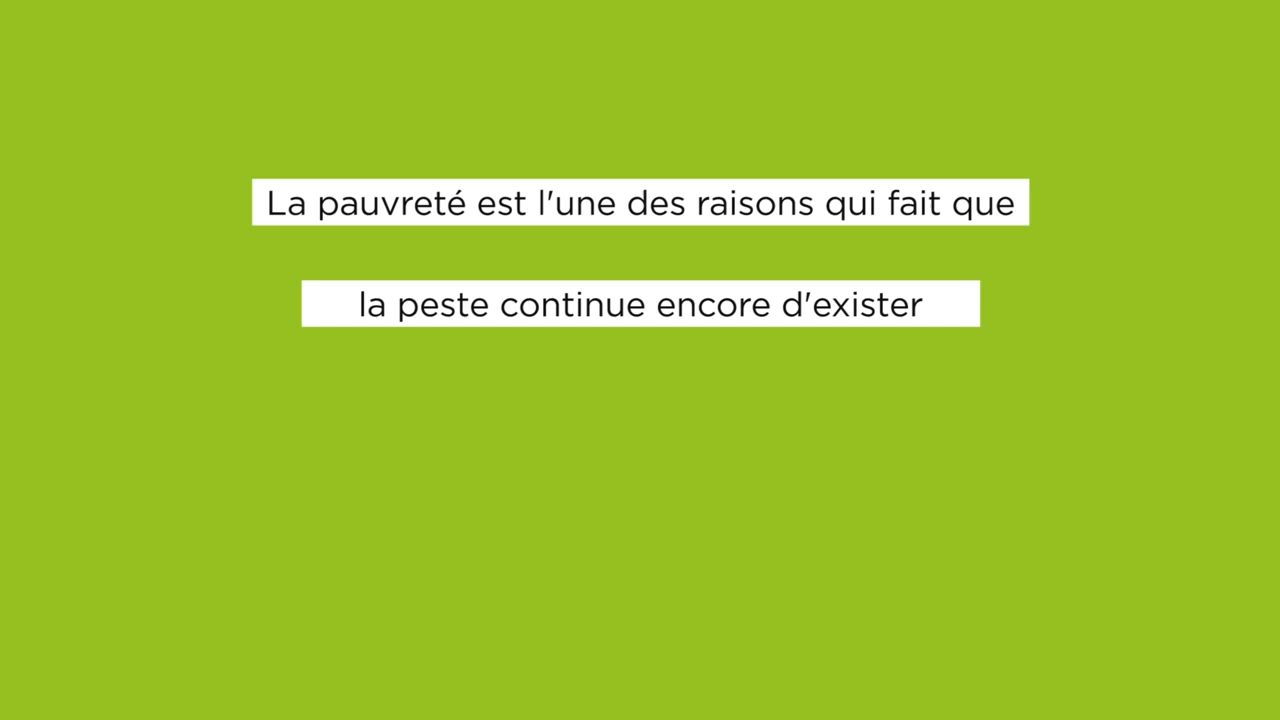 La pauvreté est l'une des raisons qui fait que
la peste continue encore d'exister